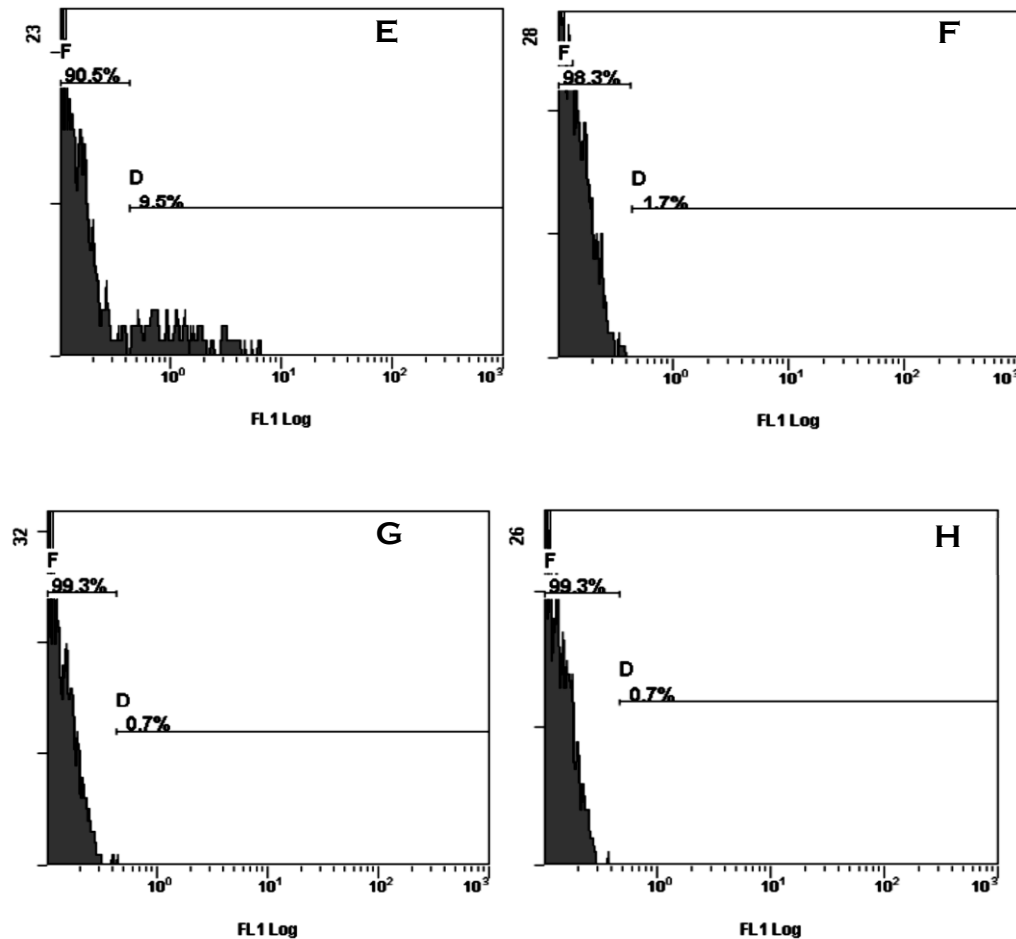 23
E
F
90.5%
D
9.5%
10⁰ 10¹ 10² 10³
FL1 Log
28
F
F
98.3%
D
1.7%
10⁰ 10¹ 10² 10³
FL1 Log
32
G
F
99.3%
D
0.7%
10⁰ 10¹ 10² 10³
FL1 Log
26
H
F
99.3%
D
0.7%
10⁰ 10¹ 10² 10³
FL1 Log